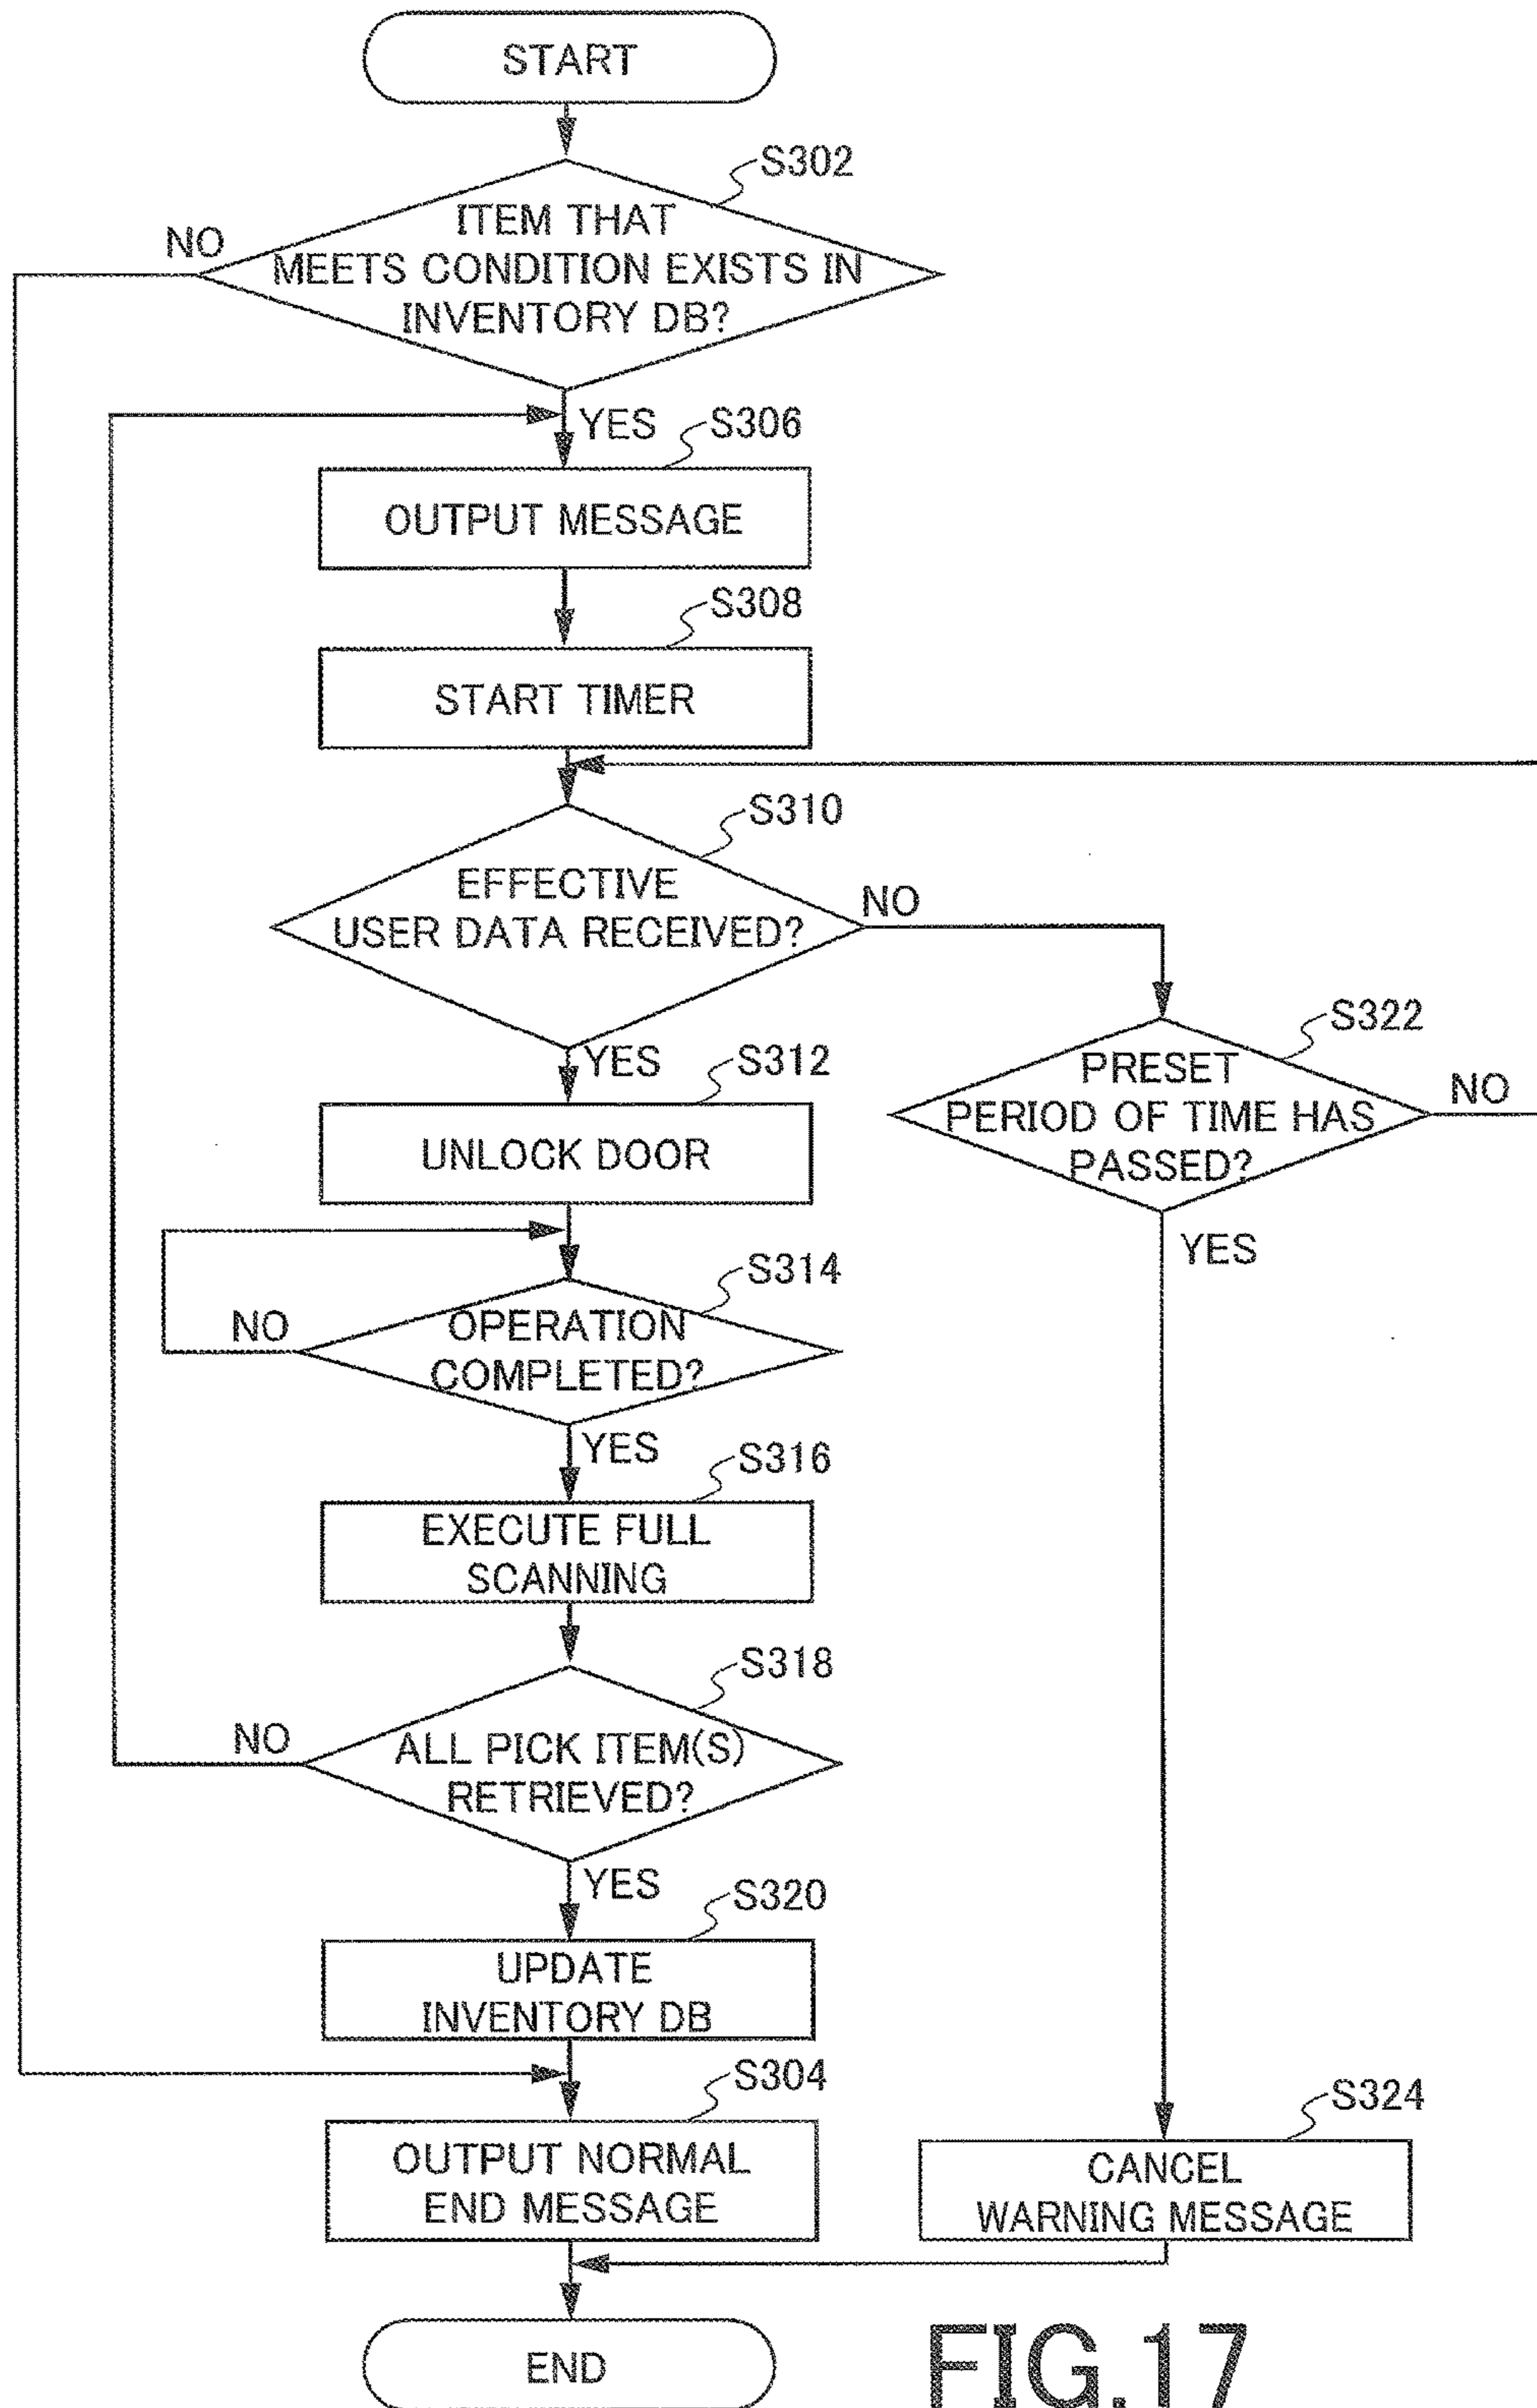 START
S302
NO
ITEM THAT
MEETS CONDITION EXISTS IN
INVENTORY DB?
YES
S306
OUTPUT MESSAGE
S308
START TIMER
S310
EFFECTIVE
USER DATA RECEIVED?
NO
YES
S312
UNLOCK DOOR
S322
PRESET
PERIOD OF TIME HAS
PASSED?
NO
YES
S314
NO
OPERATION
COMPLETED?
YES
S316
EXECUTE FULL
SCANNING
S318
NO
ALL PICK ITEM(S)
RETRIEVED?
YES
S320
UPDATE
INVENTORY DB
S304
OUTPUT NORMAL
END MESSAGE
S324
CANCEL
WARNING MESSAGE
END
FIG.17